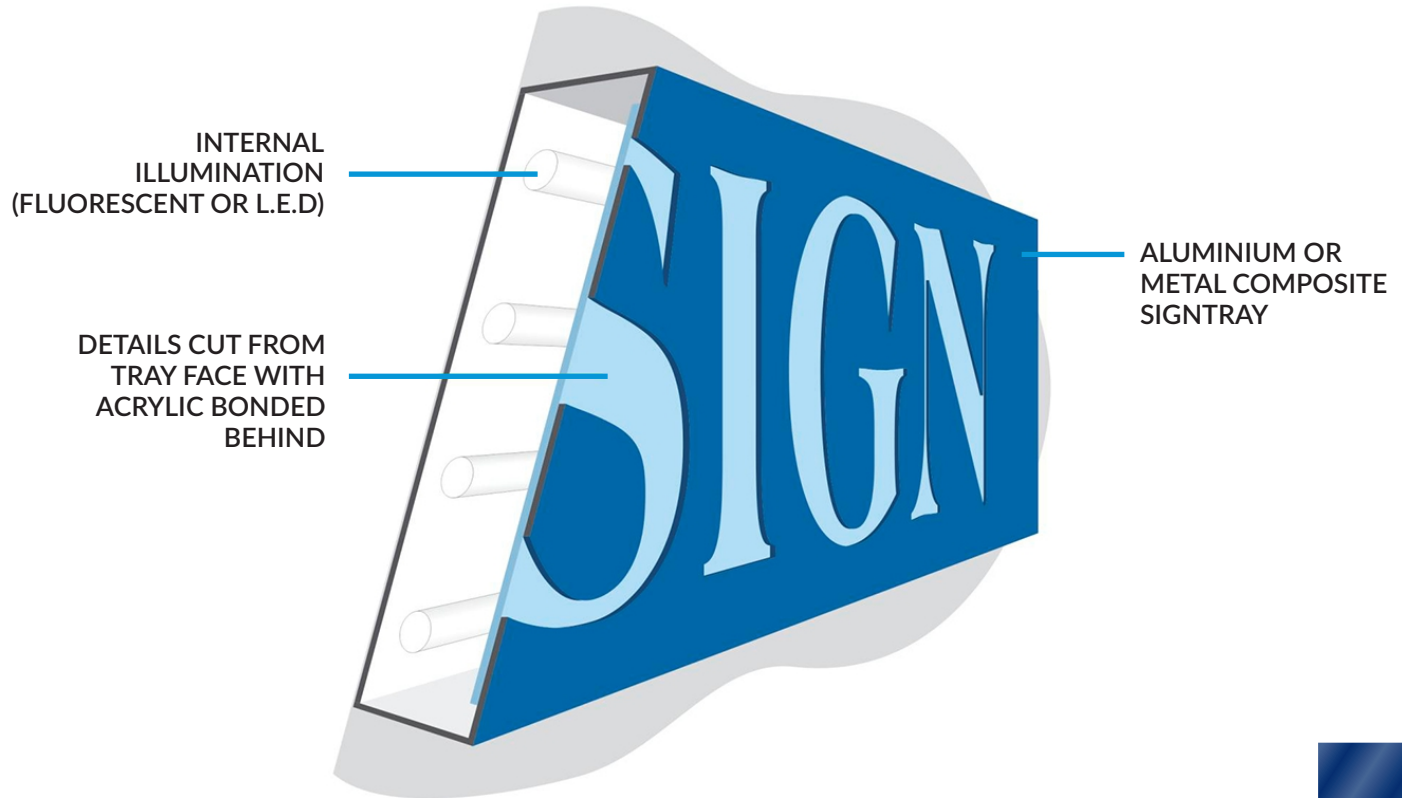 INTERNAL
ILLUMINATION
(FLUORESCENT OR L.E.D)
DETAILS CUT FROM
TRAY FACE WITH
ACRYLIC BONDED
BEHIND
SIGN
ALUMINIUM OR
METAL COMPOSITE
SIGNTRAY